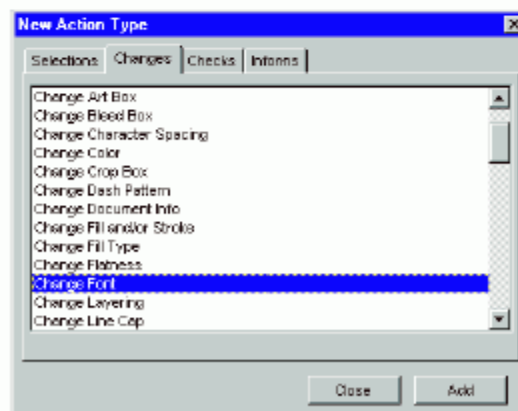 New Action Type
Selections Changes Checks Informs
Change Art Box
Change Bleed Box
Change Character Spacing
Change Color
Change Crop Box
Change Dash Pattern
Change Document Info
Change Fill and/or Stroke
Change Fill Type
Change Flatness
Change Font
Change Layering
Change Line Cap
Close Add